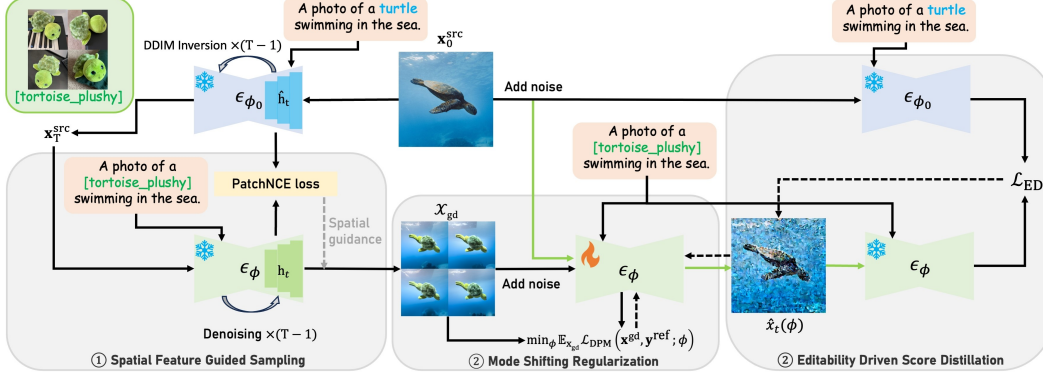 [tortoise_plushy]
DDIM Inversion ×(T − 1)
A photo of a turtle
swimming in the sea.
ϵ_ϕ₀
ĥ_t
x_0^src
Add noise
A photo of a turtle
swimming in the sea.
ϵ_ϕ₀
x_T^src
A photo of a
[tortoise_plushy]
swimming in the sea.
PatchNCE loss
Spatial
guidance
ϵ_ϕ
h_t
Denoising ×(T − 1)
① Spatial Feature Guided Sampling
𝒳_gd
Add noise
A photo of a
[tortoise_plushy]
swimming in the sea.
ϵ_ϕ
min_ϕ 𝔼_x_gd ℒ_DPM (x^gd, y^ref; ϕ)
② Mode Shifting Regularization
x̂_t(ϕ)
ϵ_ϕ
ℒ_ED
② Editability Driven Score Distillation